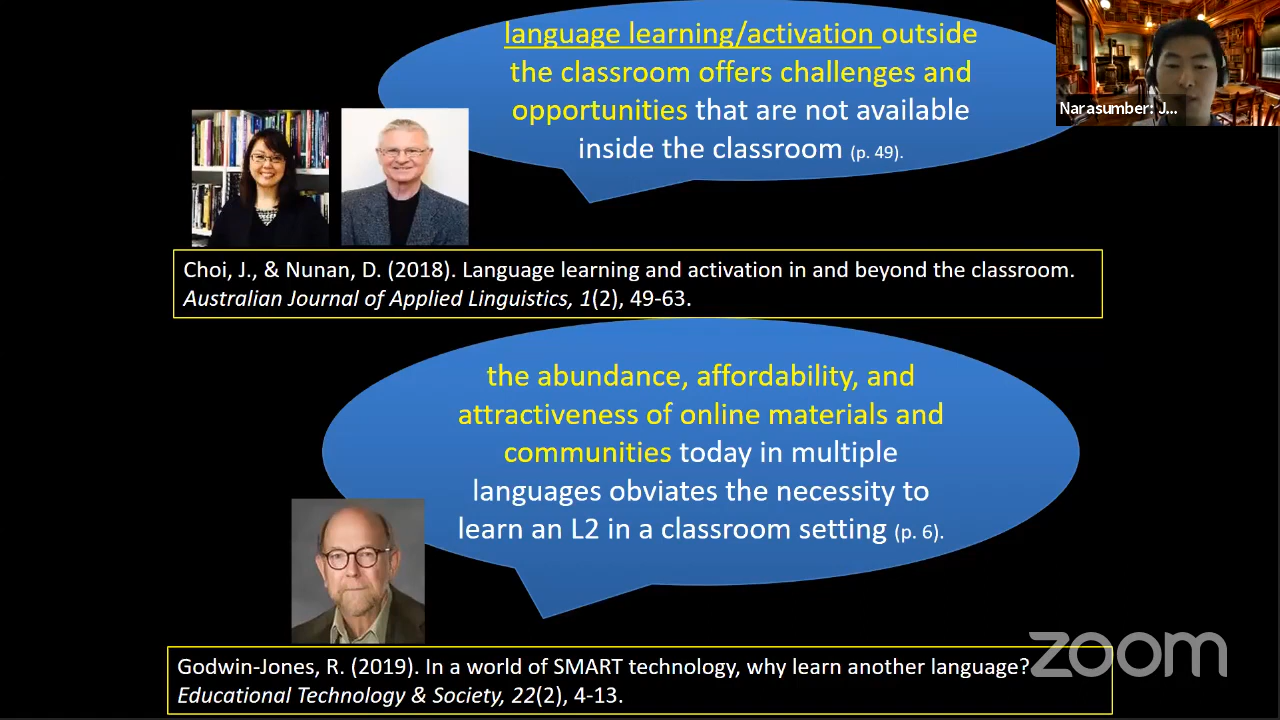 language learning/activation outside
the classroom offers challenges and
opportunities that are not available
inside the classroom (p. 49).
Narasumber: J...
Choi, J., & Nunan, D. (2018). Language learning and activation in and beyond the classroom.
Australian Journal of Applied Linguistics, 1(2), 49-63.
the abundance, affordability, and
attractiveness of online materials and
communities today in multiple
languages obviates the necessity to
learn an L2 in a classroom setting (p. 6).
Godwin-Jones, R. (2019). In a world of SMART technology, why learn another language?
Educational Technology & Society, 22(2), 4-13.
zoom